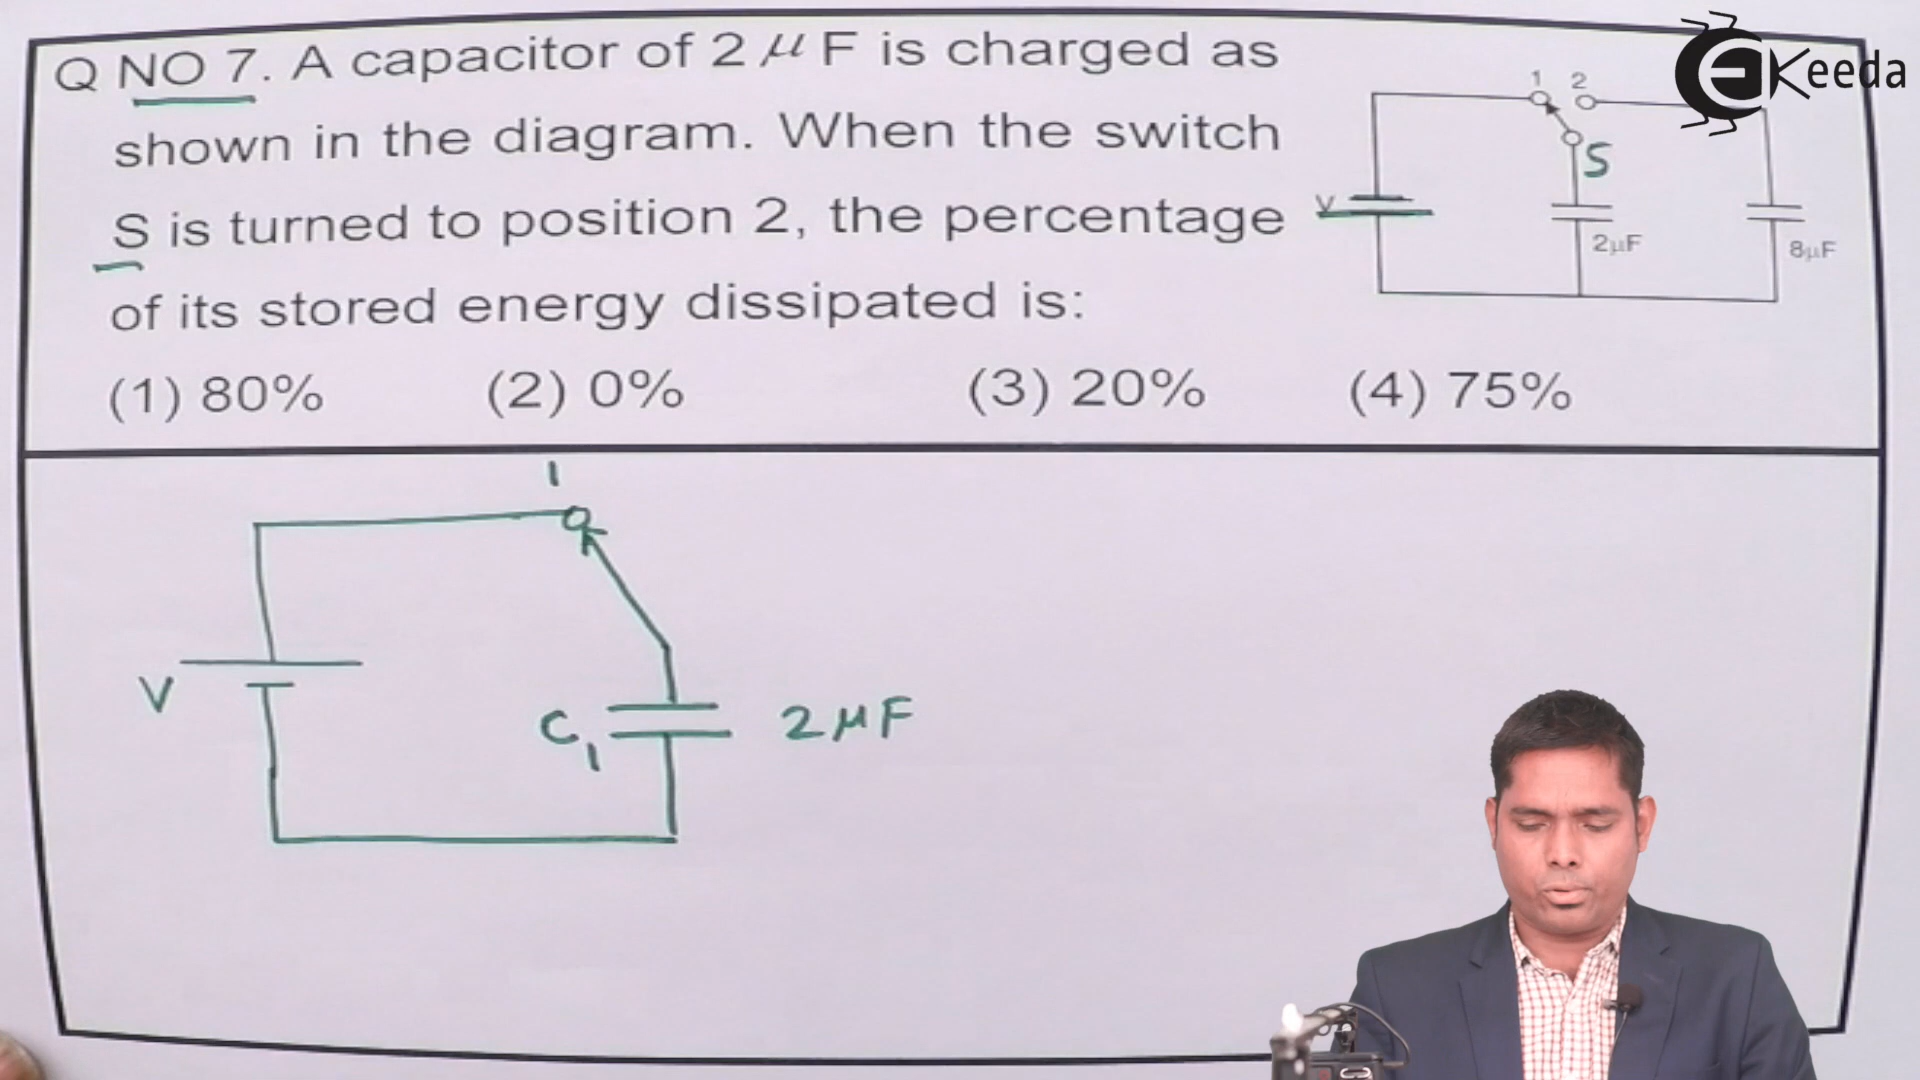 Q NO 7. A capacitor of 2 μ F is charged as
shown in the diagram. When the switch
S is turned to position 2, the percentage
of its stored energy dissipated is:
(1) 80% (2) 0% (3) 20% (4) 75%
1 2
S
V
2μF
8μF
EKeeda
1
V
C₁ 2μF